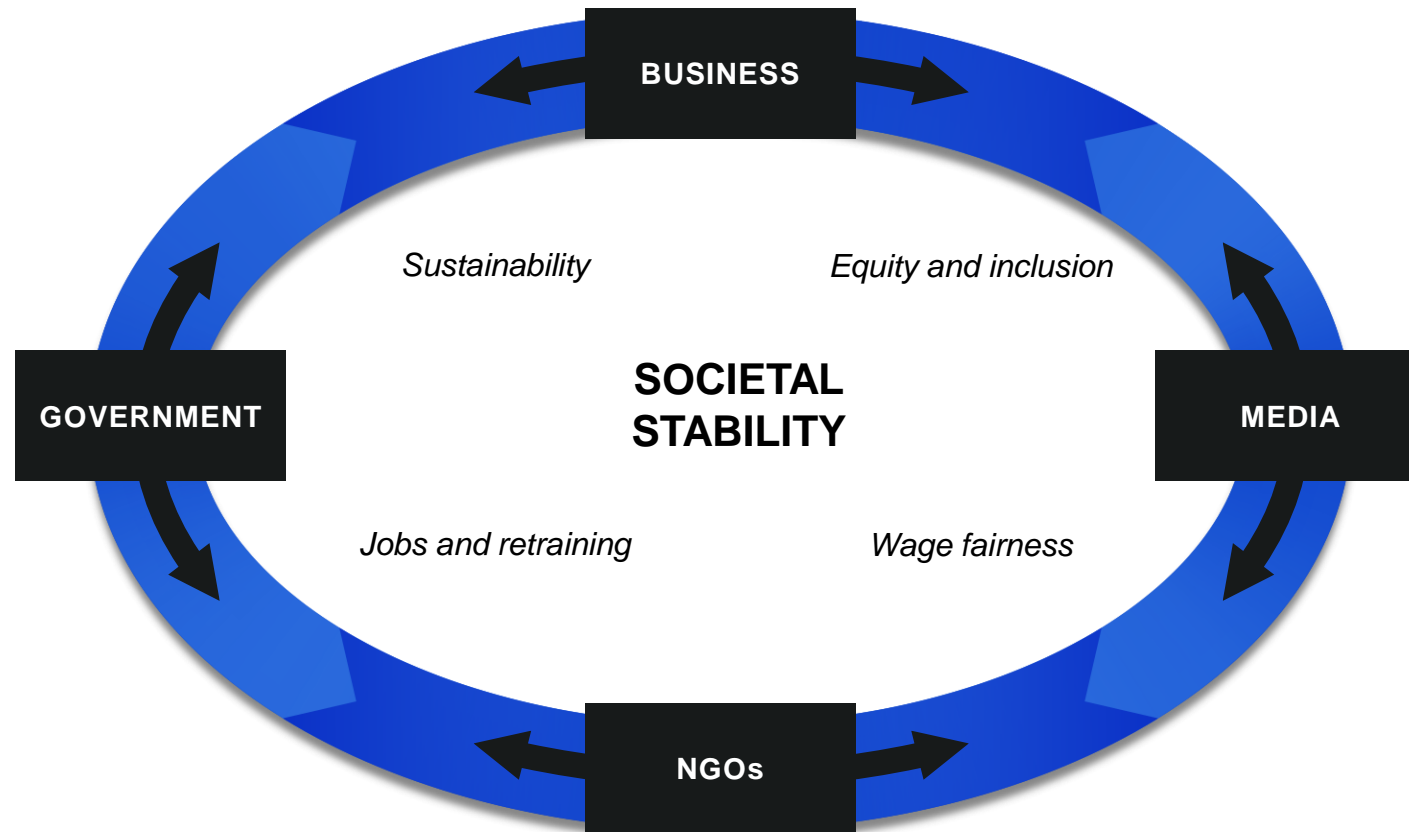 BUSINESS
Sustainability
Equity and inclusion
SOCIETAL
STABILITY
GOVERNMENT
MEDIA
Jobs and retraining
Wage fairness
NGOs